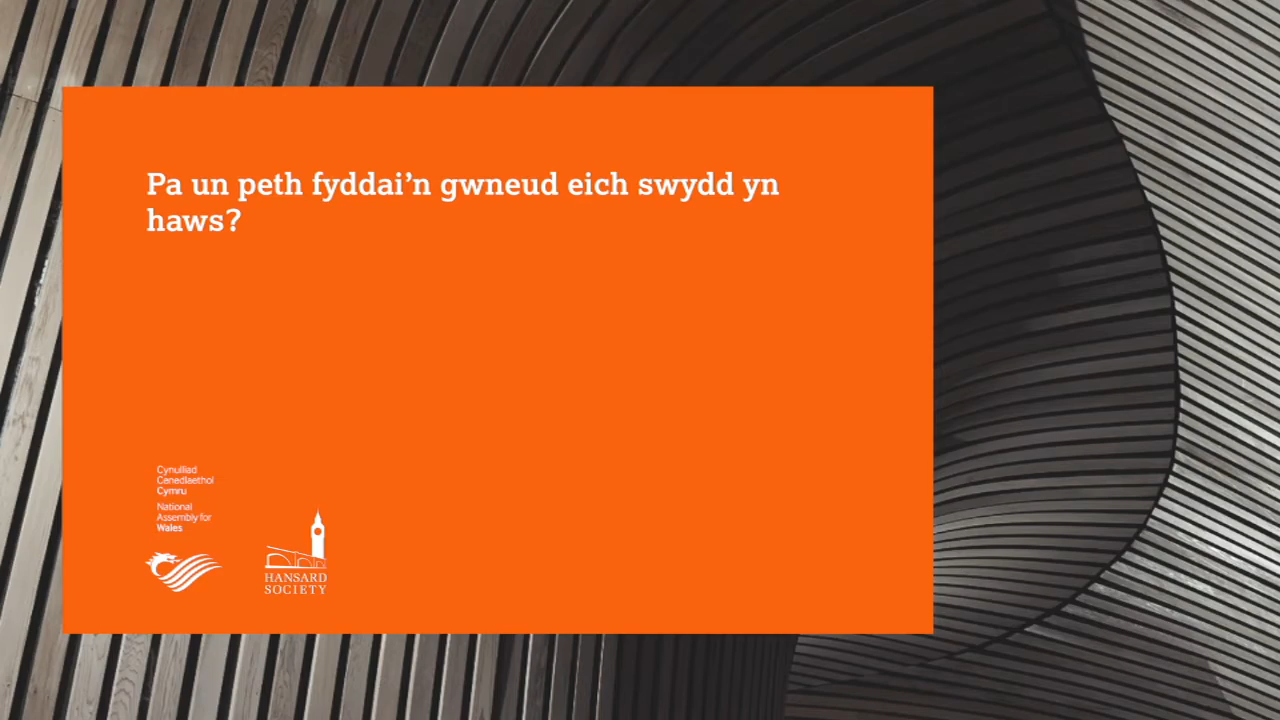 Pa un peth fyddai’n gwneud eich swydd yn
haws?
Cynulliad
Cenedlaethol
Cymru
National
Assembly for
Wales
HANSARD
SOCIETY